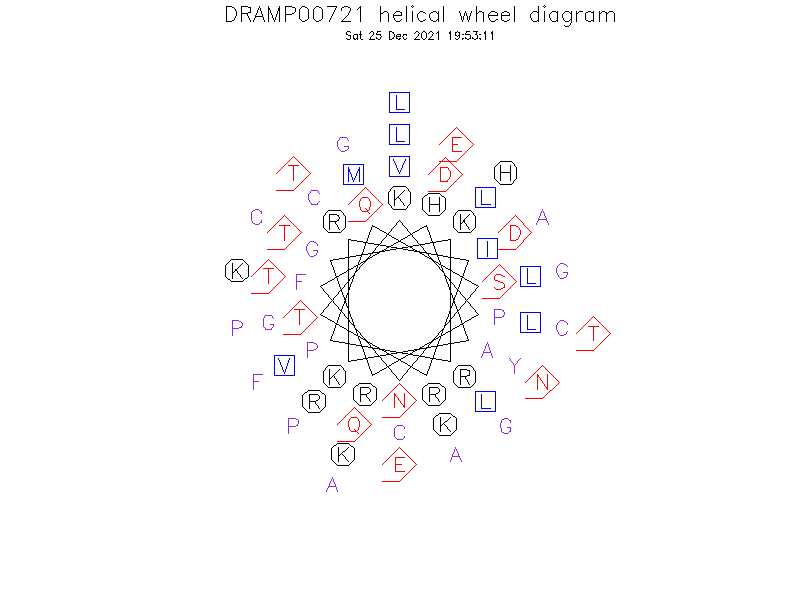 DRAMP00721 helical wheel diagram
Sat 25 Dec 2021 19:53:11
L
L
G E
V
T M D H
C Q K H L
C R K A
T D
G I
K T F S L G
P G T P L C T
P A
V Y
F K R N
R R N R L
P Q C K G
K A
E
A